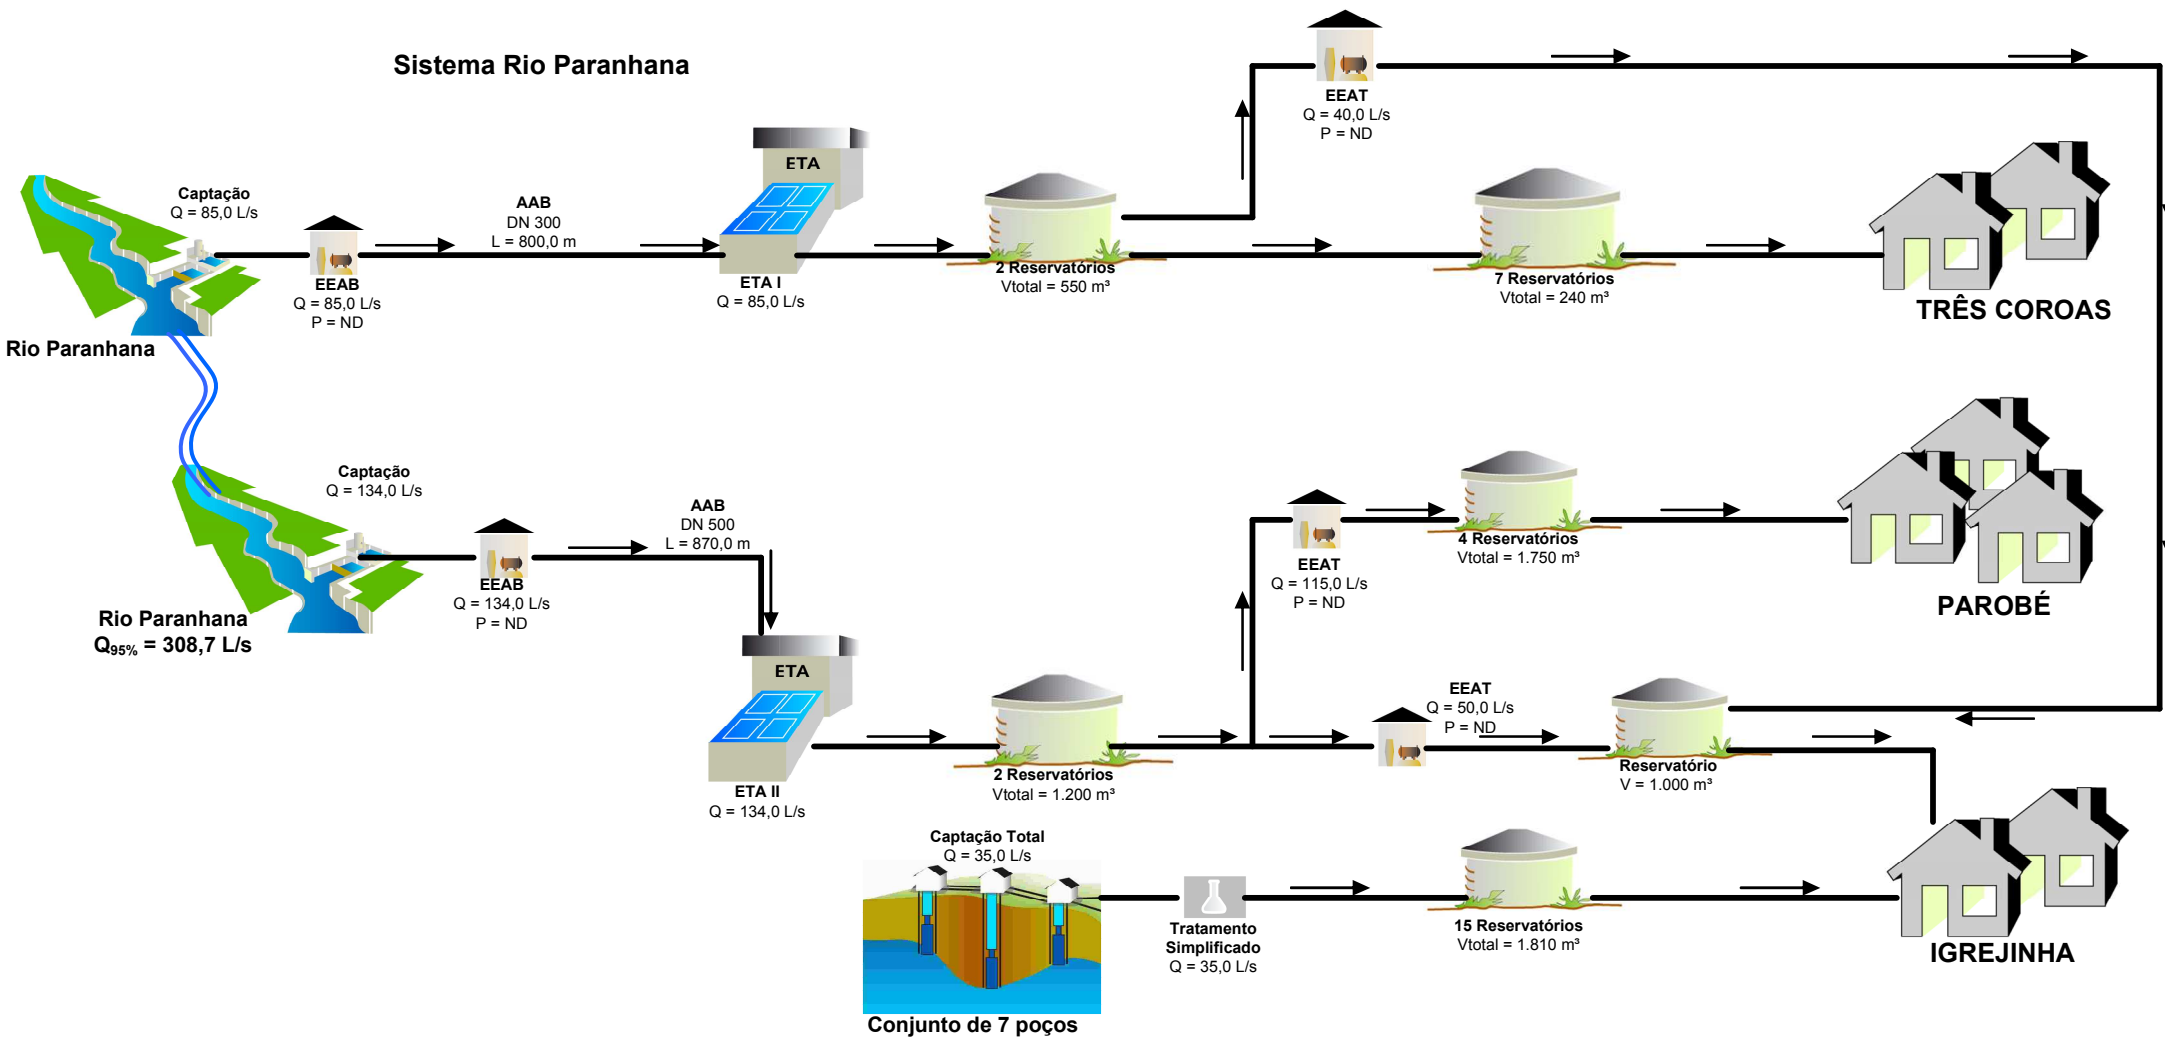 Sistema Rio Paranhana
EEAT
Q = 40,0 L/s
P = ND
ETA
Captação
Q = 85,0 L/s
AAB
DN 300
L = 800,0 m
EEAB
Q = 85,0 L/s
P = ND
ETA I
Q = 85,0 L/s
2 Reservatórios
Vtotal = 550 m³
7 Reservatórios
Vtotal = 240 m³
TRÊS COROAS
Rio Paranhana
Captação
Q = 134,0 L/s
AAB
DN 500
L = 870,0 m
EEAB
Q = 134,0 L/s
P = ND
Rio Paranhana
Q95% = 308,7 L/s
EEAT
Q = 115,0 L/s
P = ND
4 Reservatórios
Vtotal = 1.750 m³
PAROBÉ
ETA
ETA II
Q = 134,0 L/s
2 Reservatórios
Vtotal = 1.200 m³
EEAT
Q = 50,0 L/s
P = ND
Reservatório
V = 1.000 m³
Captação Total
Q = 35,0 L/s
Tratamento
Simplificado
Q = 35,0 L/s
15 Reservatórios
Vtotal = 1.810 m³
IGREJINHA
Conjunto de 7 poços